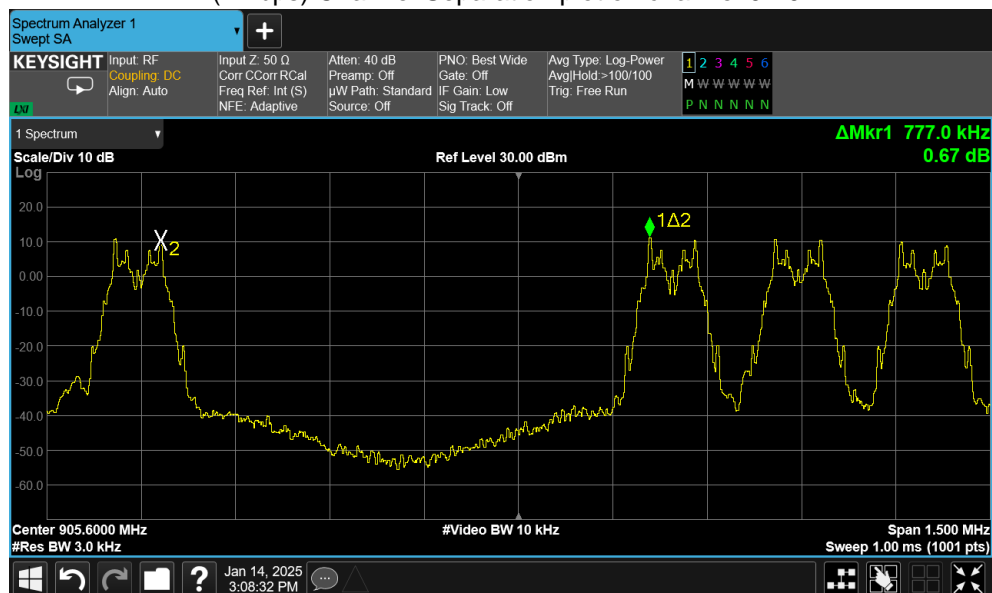 Spectrum Analyzer 1
Swept SA
KEYSIGHT
LXI
Input: RF
Coupling: DC
Align: Auto
Input Z: 50 Ω
Corr CCorr RCal
Freq Ref: Int (S)
NFE: Adaptive
Atten: 40 dB
Preamp: Off
µW Path: Standard
Source: Off
PNO: Best Wide
Gate: Off
IF Gain: Low
Sig Track: Off
Avg Type: Log-Power
Avg|Hold:>100/100
Trig: Free Run
1 2 3 4 5 6
M W W W W W
P N N N N N
1 Spectrum
ΔMkr1 777.0 kHz
0.67 dB
Scale/Div 10 dB
Ref Level 30.00 dBm
Log
20.0
10.0
0.00
-10.0
-20.0
-30.0
-40.0
-50.0
-60.0
X2
1Δ2
Center 905.6000 MHz
#Video BW 10 kHz
Span 1.500 MHz
#Res BW 3.0 kHz
Sweep 1.00 ms (1001 pts)
?
Jan 14, 2025
3:08:32 PM